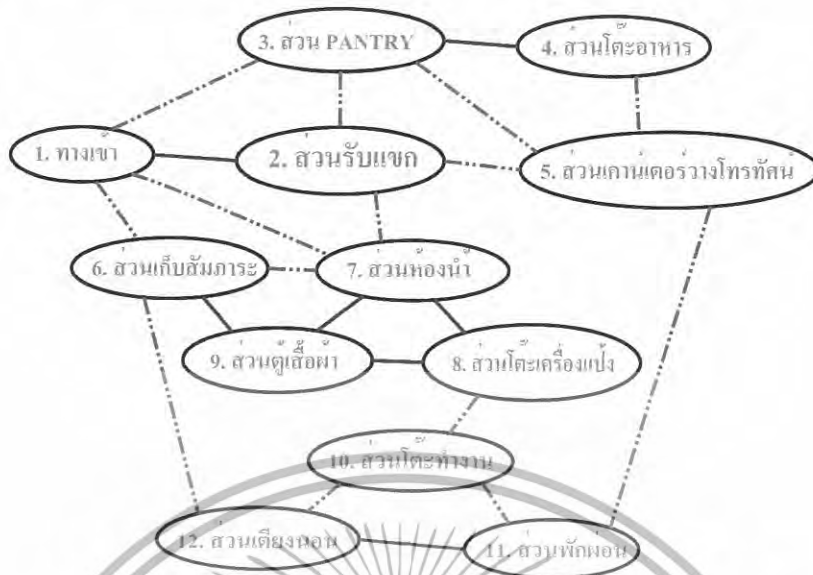 3. ส่วน PANTRY
4. ส่วนโต๊ะอาหาร
1. ทางเข้า
2. ส่วนรับแขก
5. ส่วนเคาน์เตอร์วางโทรทัศน์
6. ส่วนเก็บสัมภาระ
7. ส่วนห้องน้ำ
9. ส่วนตู้เสื้อผ้า
8. ส่วนโต๊ะเครื่องแป้ง
10. ส่วนโต๊ะทำงาน
12. ส่วนเตียงนอน
11. ส่วนพักผ่อน